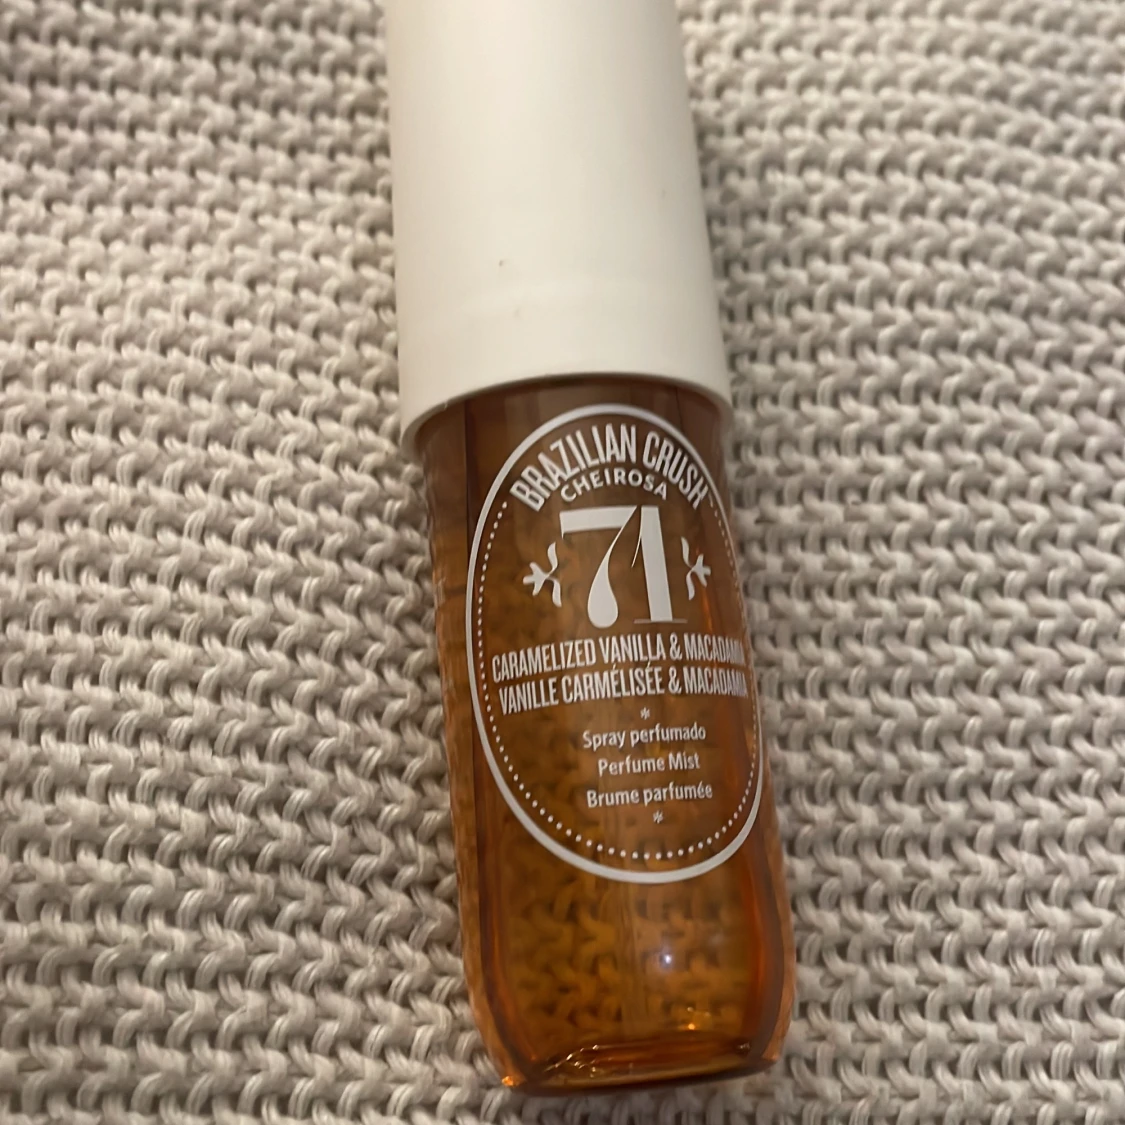 BRAZILIAN CRUSH
CHEIROSA
71
CARAMELIZED VANILLA & MACADAMIA
VANILLE CARMÉLISÉE & MACADAMIA
*
Spray perfumado
Perfume Mist
Brume parfumée
*